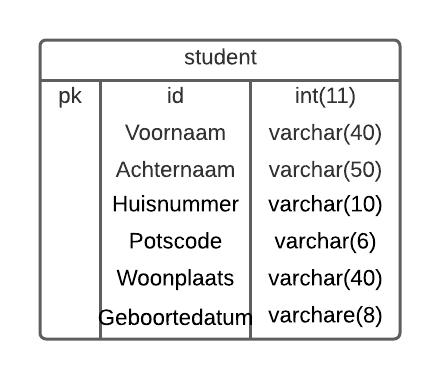 student
pk id int(11)
Voornaam varchar(40)
Achternaam varchar(50)
Huisnummer varchar(10)
Potscode varchar(6)
Woonplaats varchar(40)
Geboortedatum varchare(8)